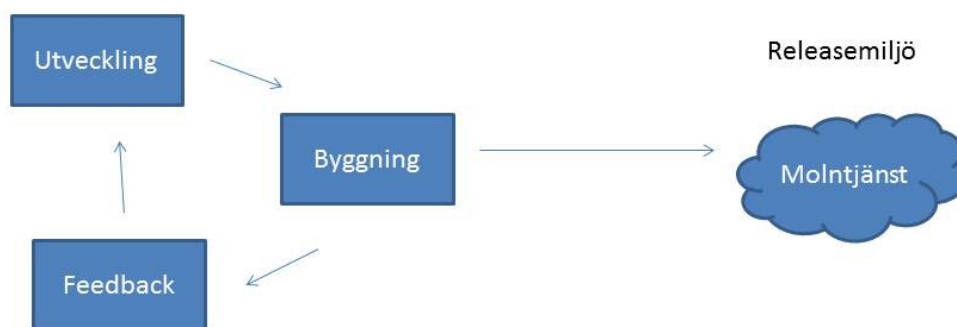 Utveckling
Releasemiljö
Byggning
Molntjänst
Feedback